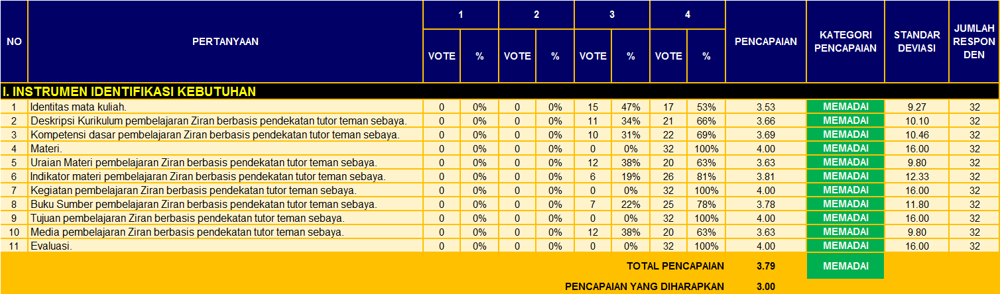 NO PERTANYAAN 1 2 3 4 PENCAPAIAN KATEGORI PENCAPAIAN STANDAR DEVIASI JUMLAH RESPON DEN
VOTE % VOTE % VOTE % VOTE %
I. INSTRUMEN IDENTIFIKASI KEBUTUHAN
1 Identitas mata kuliah. 0 0% 0 0% 15 47% 17 53% 3.53 MEMADAI 9.27 32
2 Deskripsi Kurikulum pembelajaran Ziran berbasis pendekatan tutor teman sebaya. 0 0% 0 0% 11 34% 21 66% 3.66 MEMADAI 10.10 32
3 Kompetensi dasar pembelajaran Ziran berbasis pendekatan tutor teman sebaya. 0 0% 0 0% 10 31% 22 69% 3.69 MEMADAI 10.46 32
4 Materi. 0 0% 0 0% 0 0% 32 100% 4.00 MEMADAI 16.00 32
5 Uraian Materi pembelajaran Ziran berbasis pendekatan tutor teman sebaya. 0 0% 0 0% 12 38% 20 63% 3.63 MEMADAI 9.80 32
6 Indikator materi pembelajaran Ziran berbasis pendekatan tutor teman sebaya. 0 0% 0 0% 6 19% 26 81% 3.81 MEMADAI 12.33 32
7 Kegiatan pembelajaran Ziran berbasis pendekatan tutor teman sebaya. 0 0% 0 0% 0 0% 32 100% 4.00 MEMADAI 16.00 32
8 Buku Sumber pembelajaran Ziran berbasis pendekatan tutor teman sebaya. 0 0% 0 0% 7 22% 25 78% 3.78 MEMADAI 11.80 32
9 Tujuan pembelajaran Ziran berbasis pendekatan tutor teman sebaya. 0 0% 0 0% 0 0% 32 100% 4.00 MEMADAI 16.00 32
10 Media pembelajaran Ziran berbasis pendekatan tutor teman sebaya. 0 0% 0 0% 12 38% 20 63% 3.63 MEMADAI 9.80 32
11 Evaluasi. 0 0% 0 0% 0 0% 32 100% 4.00 MEMADAI 16.00 32
TOTAL PENCAPAIAN 3.79 MEMADAI
PENCAPAIAN YANG DIHARAPKAN 3.00